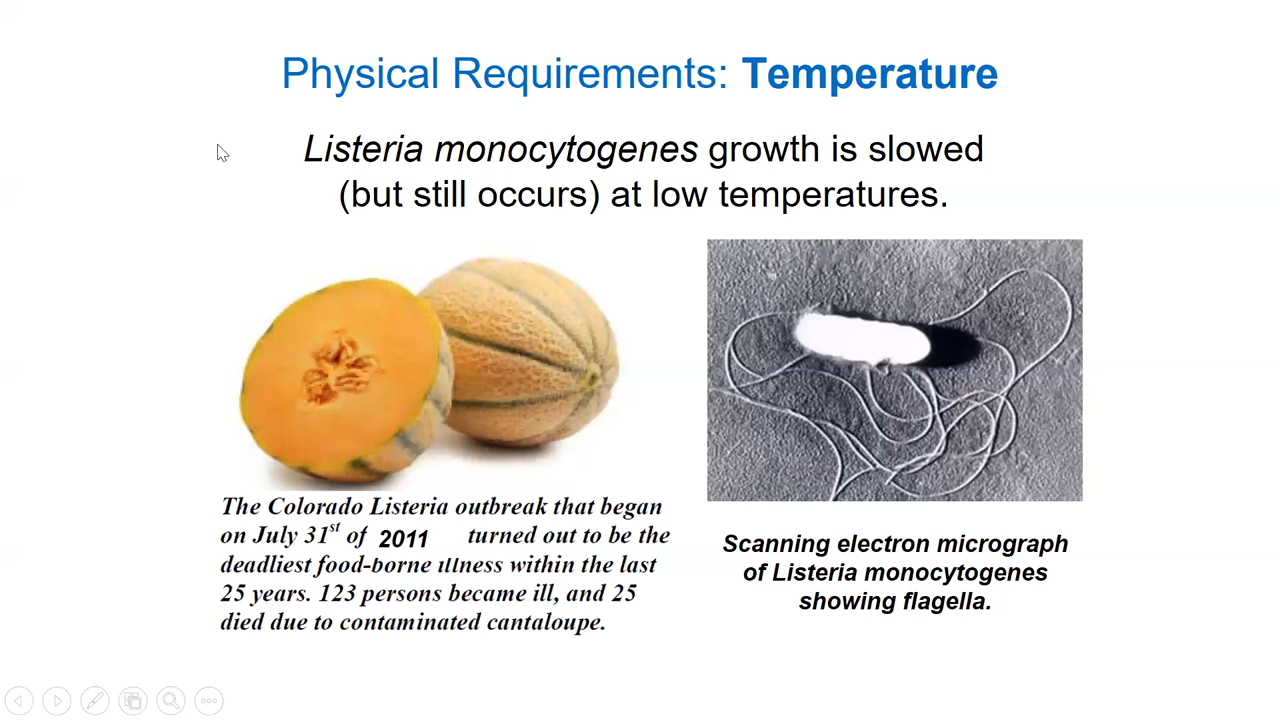 Physical Requirements: Temperature
Listeria monocytogenes growth is slowed
(but still occurs) at low temperatures.
The Colorado Listeria outbreak that began
on July 31st of 2011 turned out to be the
deadliest food-borne illness within the last
25 years. 123 persons became ill, and 25
died due to contaminated cantaloupe.
Scanning electron micrograph
of Listeria monocytogenes
showing flagella.